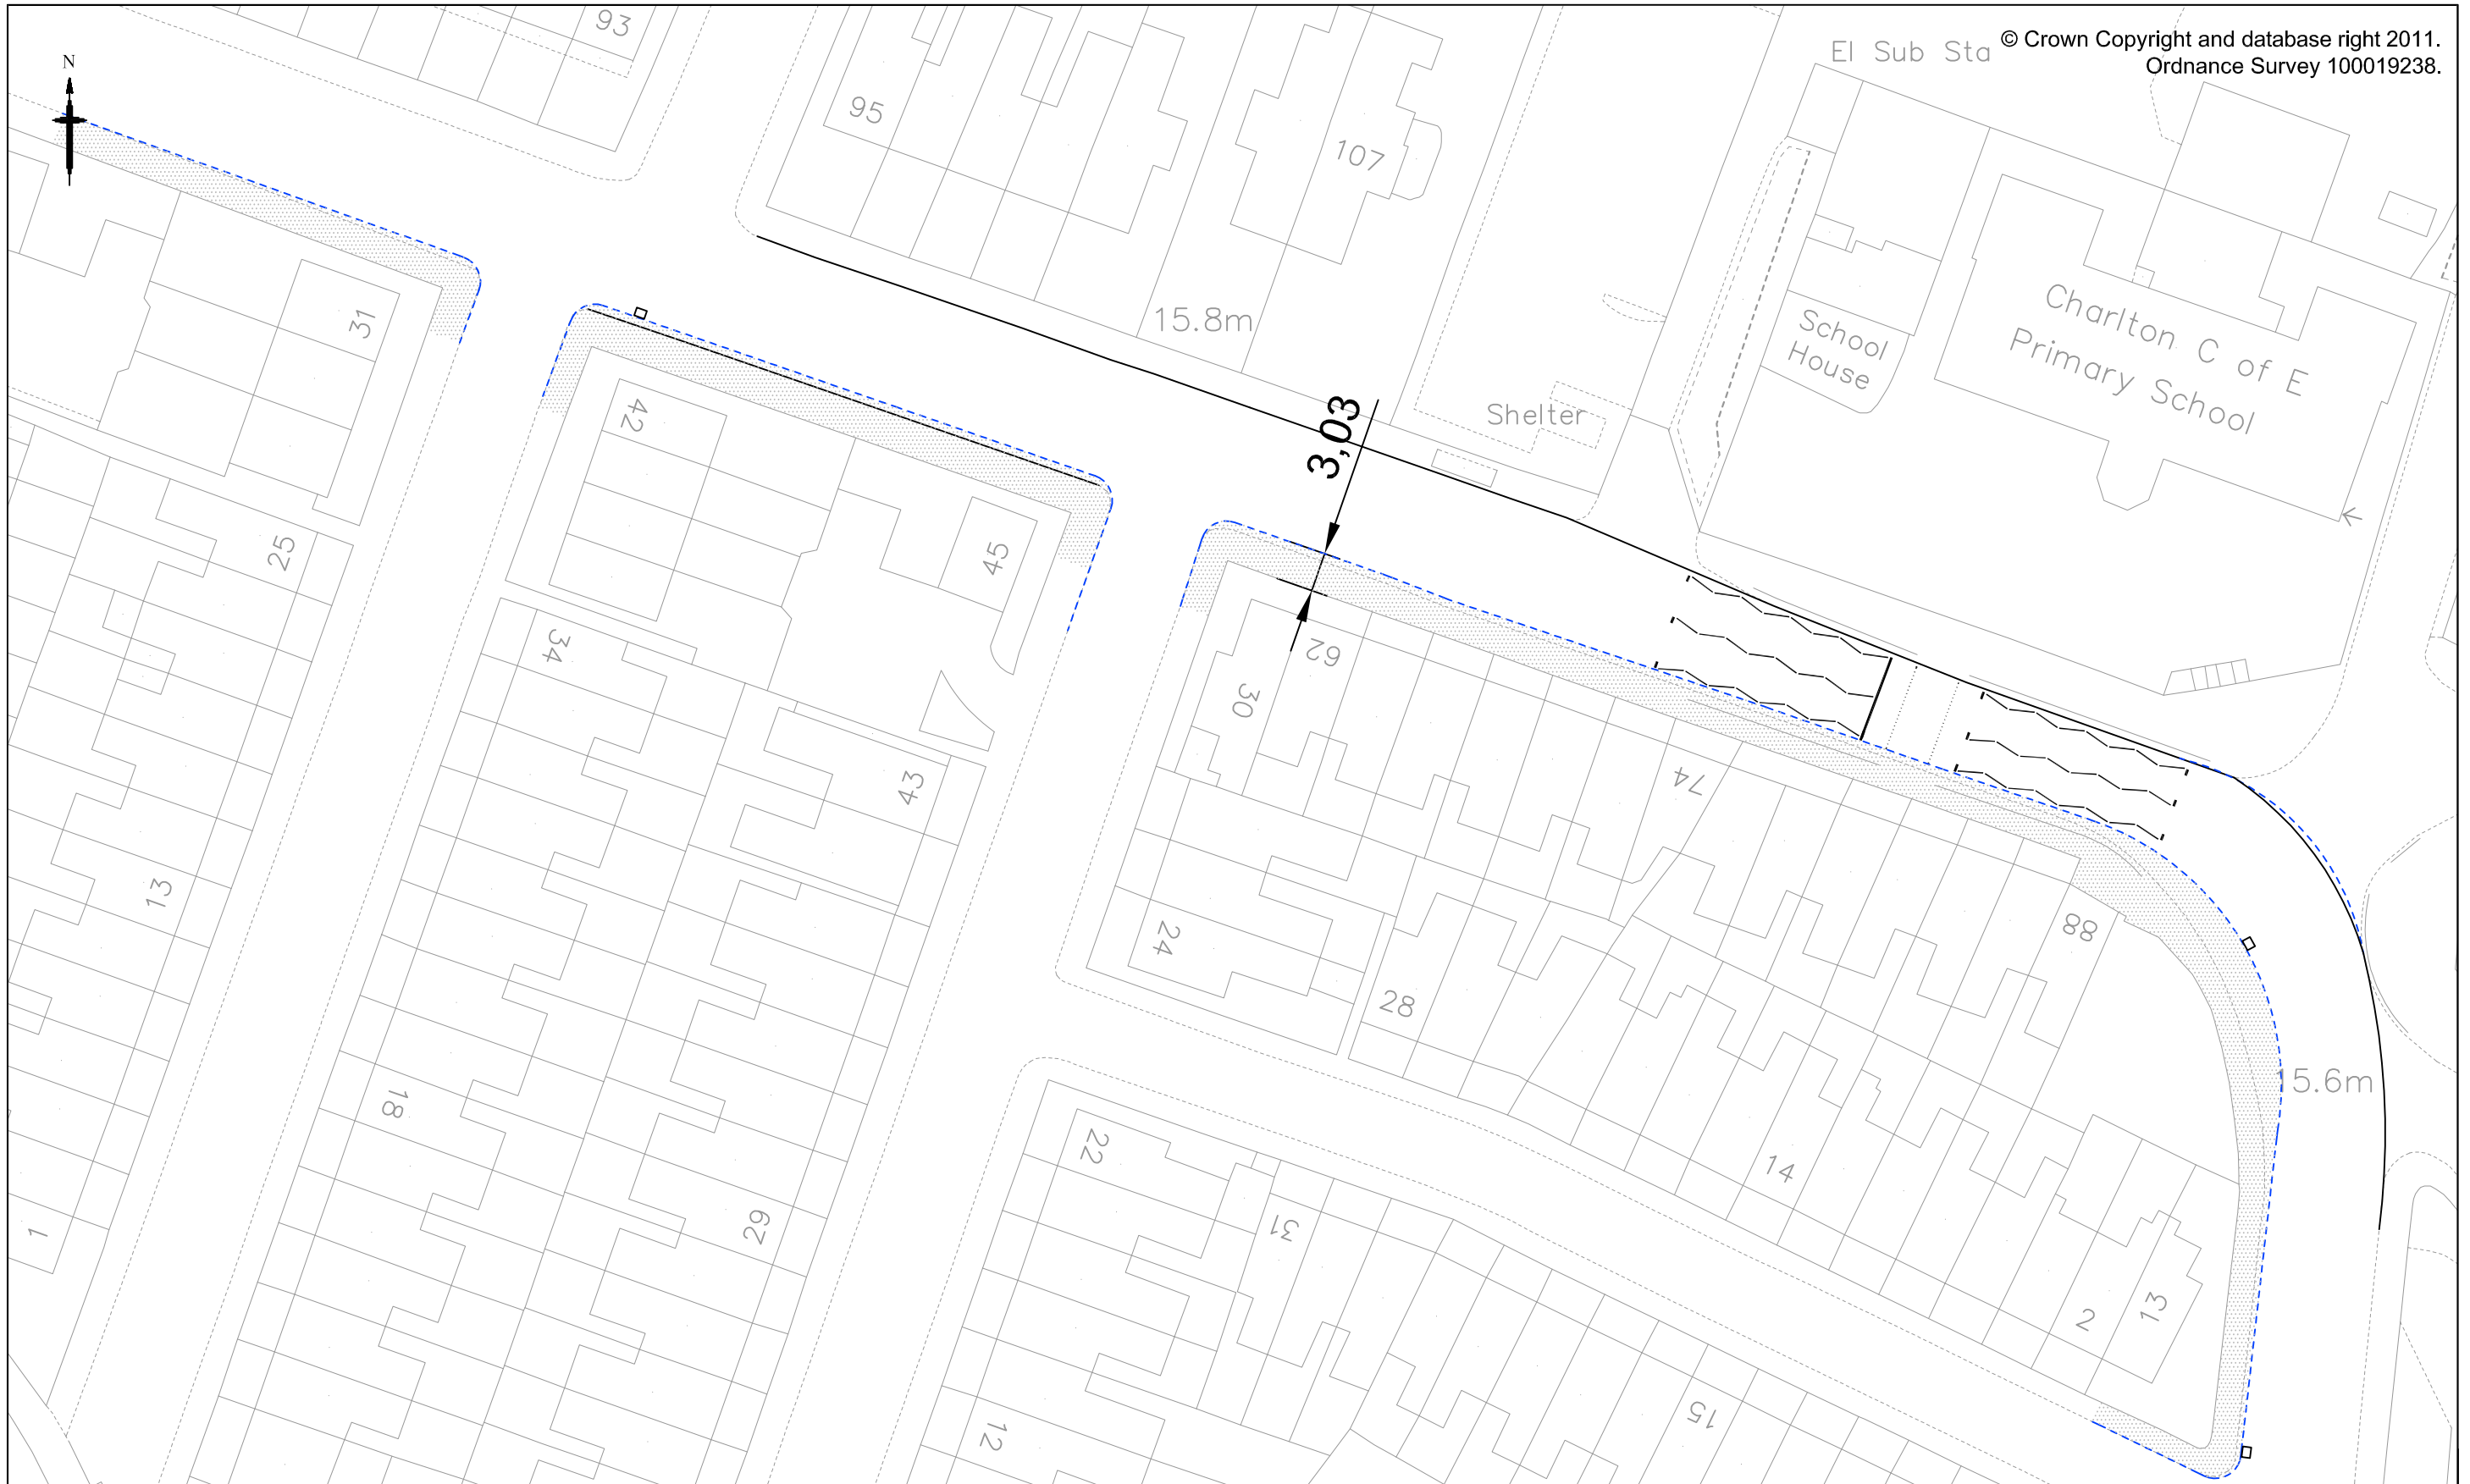 93
© Crown Copyright and database right 2011.
Ordnance Survey 100019238.
El Sub Sta
N
95
107
31
15.8m
School
House
Charlton C of E
Primary School
42
3,03
Shelter
25
45
34
62
30
43
74
13
24
88
28
18
15.6m
22
14
29
31
1
2
13
12
15